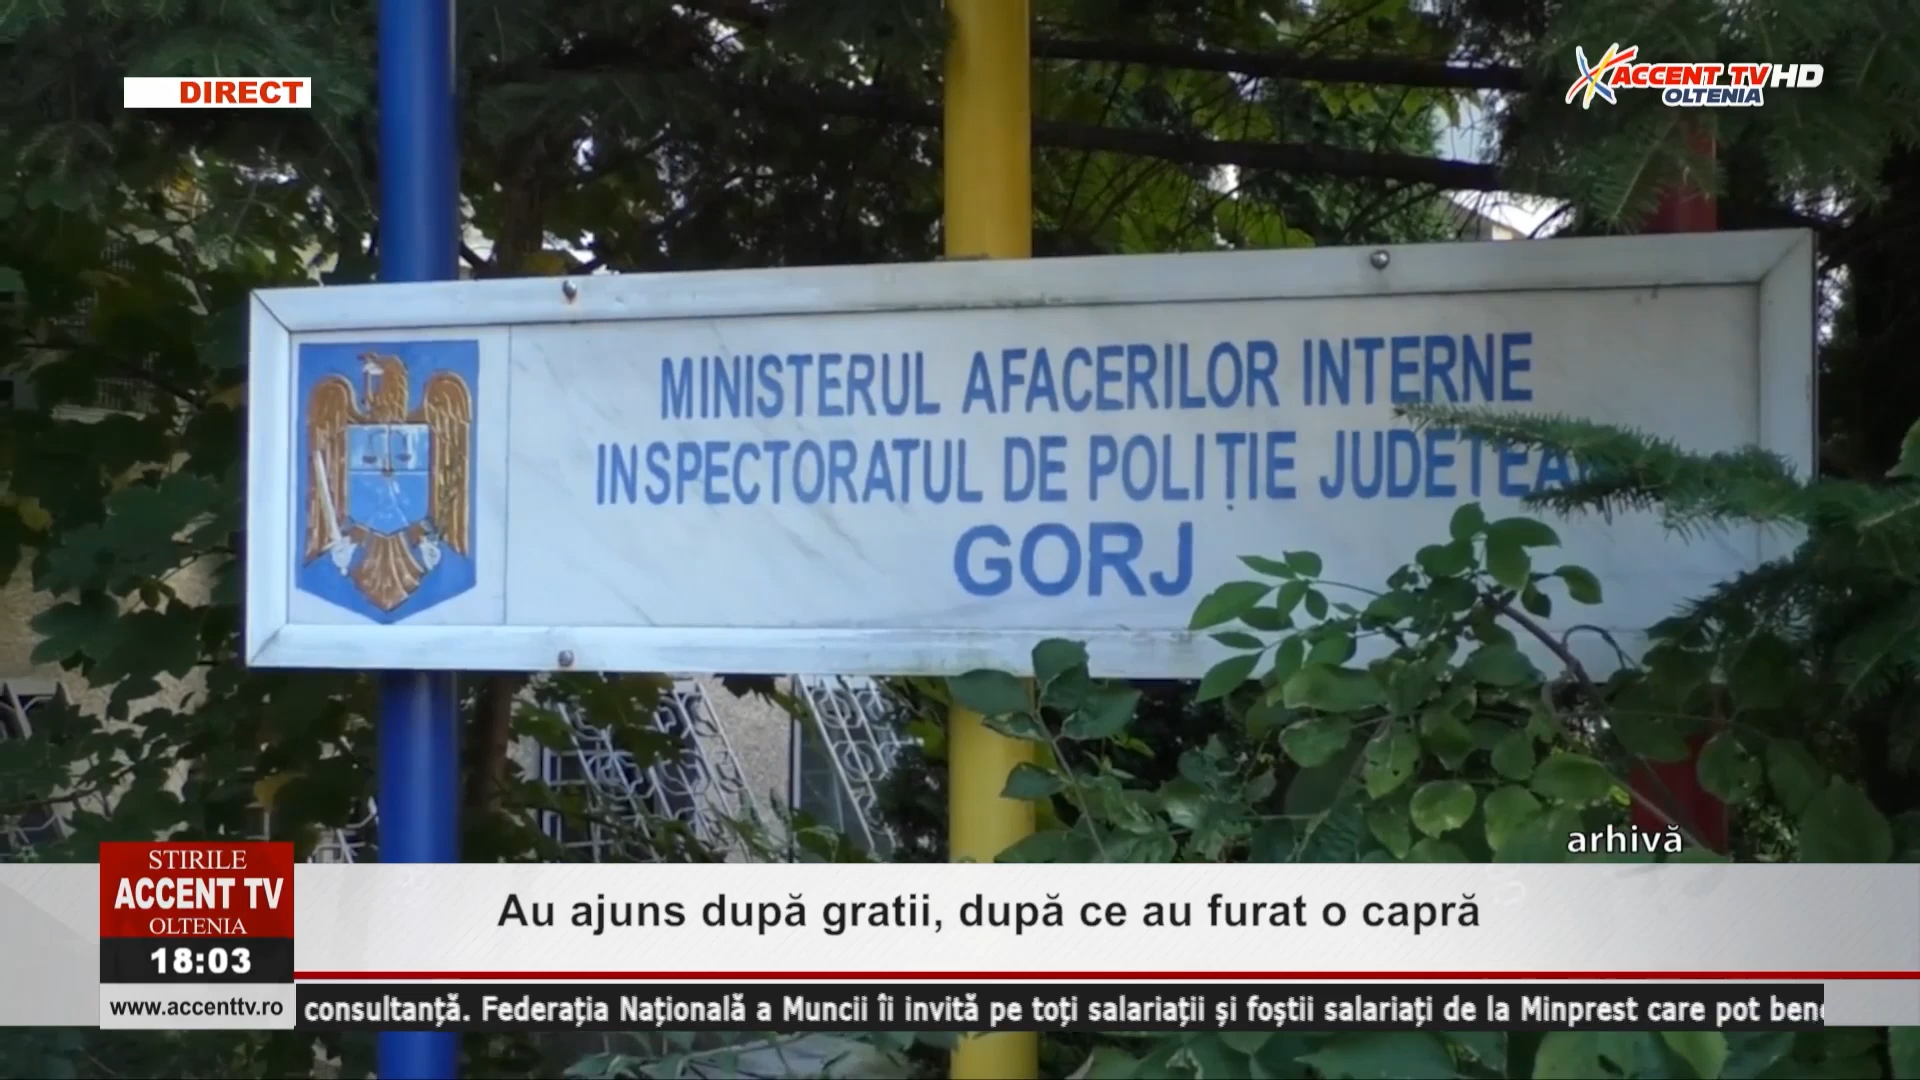 DIRECT
ACCENT TV HD
OLTENIA
MINISTERUL AFACERILOR INTERNE
INSPECTORATUL DE POLIȚIE
GORJ
arhivă
STIRILE
ACCENT TV
OLTENIA
Au ajuns după gratii, după ce au furat o capră
18:03
www.accenttv.ro
consultanță. Federația Națională a Muncii îi invită pe toți salariații și foștii salariați de la Minprest care pot